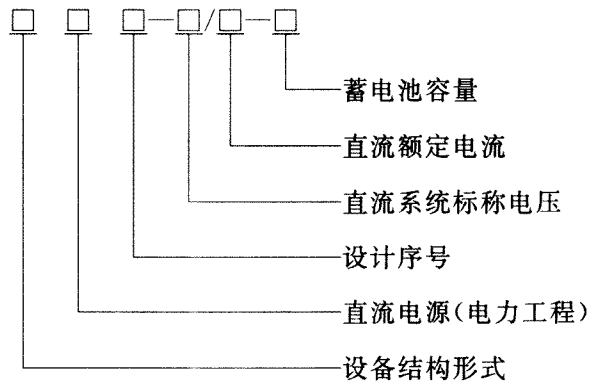 □ □ □—□/□—□
蓄电池容量
直流额定电流
直流系统标称电压
设计序号
直流电源(电力工程)
设备结构形式